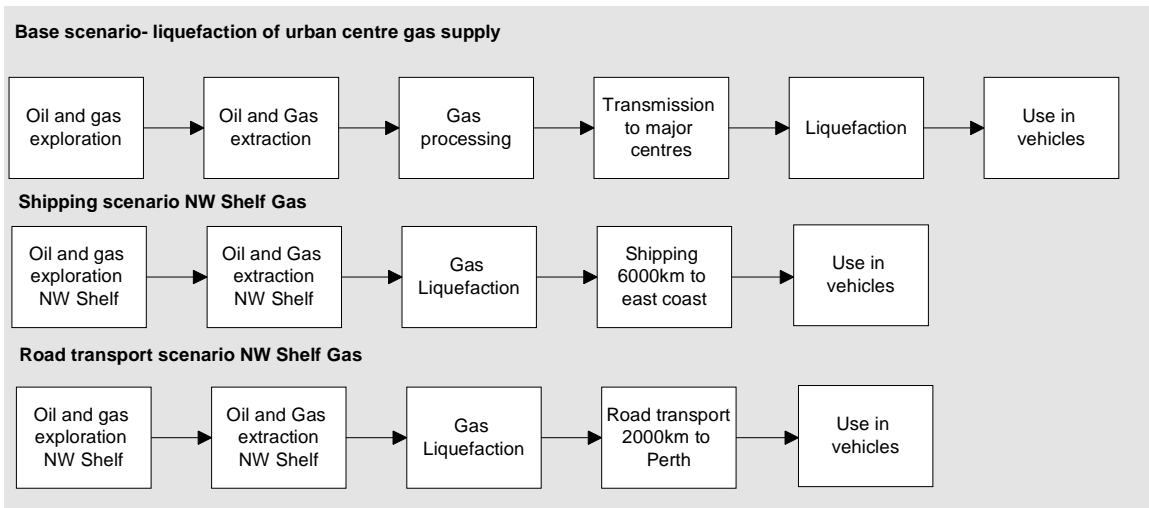 Base scenario- liquefaction of urban centre gas supply
Oil and gas
exploration
Oil and Gas
extraction
Gas
processing
Transmission
to major
centres
Liquefaction
Use in
vehicles
Shipping scenario NW Shelf Gas
Oil and gas
exploration
NW Shelf
Oil and Gas
extraction
NW Shelf
Gas
Liquefaction
Shipping
6000km to
east coast
Use in
vehicles
Road transport scenario NW Shelf Gas
Oil and gas
exploration
NW Shelf
Oil and Gas
extraction
NW Shelf
Gas
Liquefaction
Road transport
2000km to
Perth
Use in
vehicles